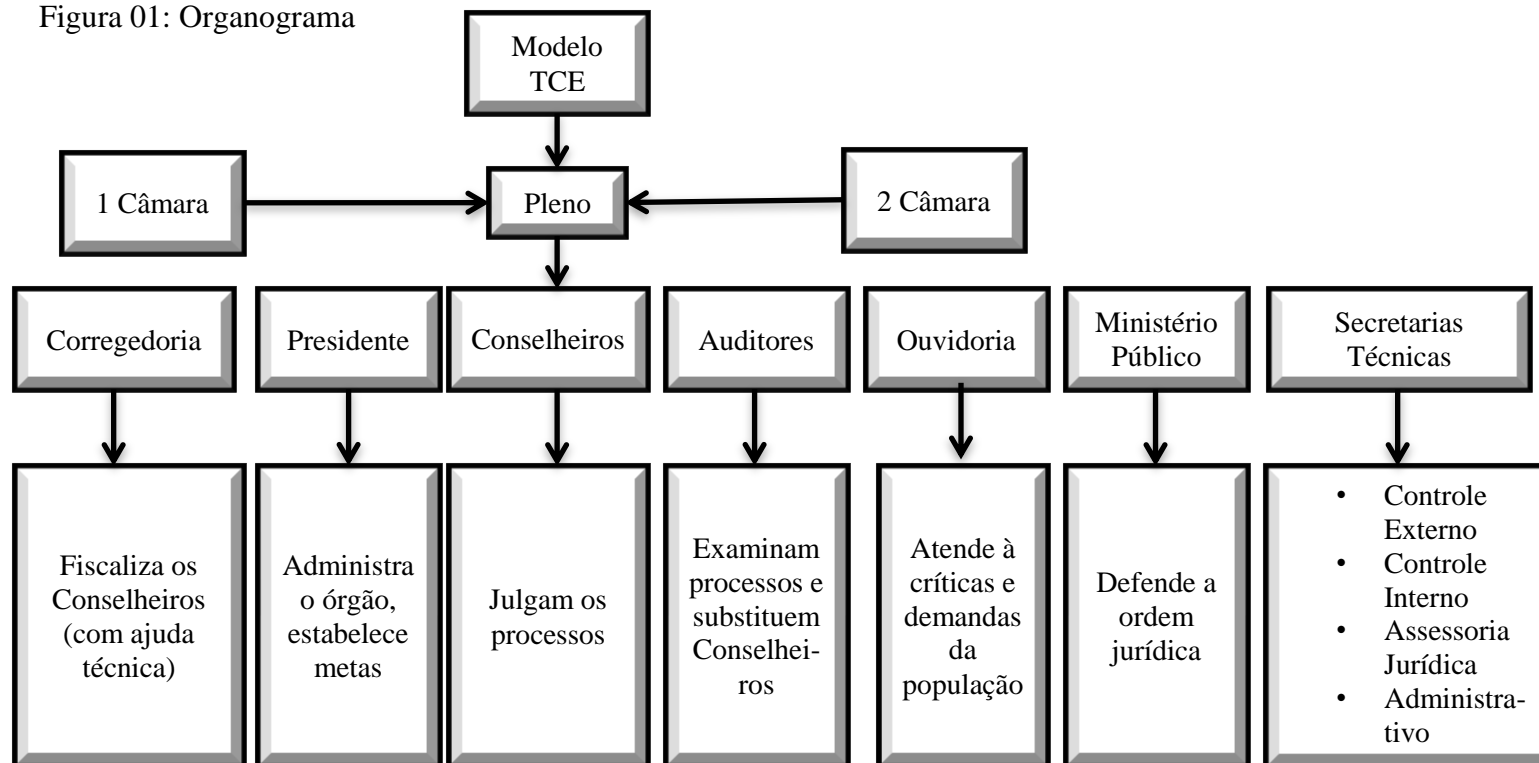 Figura 01: Organograma
Modelo
TCE
1 Câmara
Pleno
2 Câmara
Corregedoria
Presidente
Conselheiros
Auditores
Ouvidoria
Ministério
Público
Secretarias
Técnicas
Fiscaliza os
Conselheiros
(com ajuda
técnica)
Administra
o órgão,
estabelece
metas
Julgam os
processos
Examinam
processos e
substituem
Conselhei-
ros
Atende à
críticas e
demandas
da
população
Defende a
ordem
jurídica
• Controle
Externo
• Controle
Interno
• Assessoria
Jurídica
• Administra-
tivo